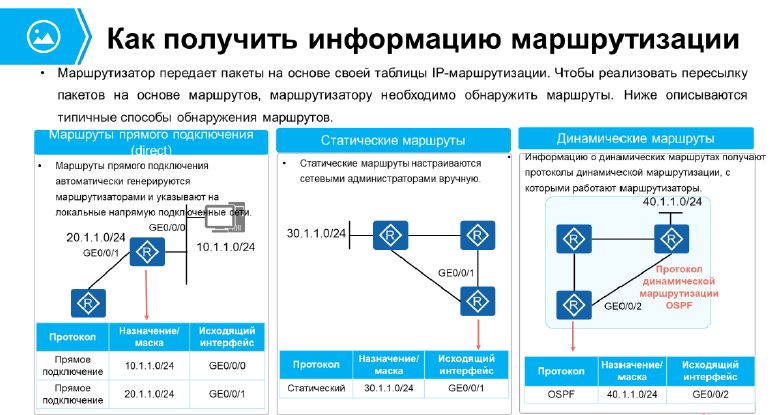 Как получить информацию маршрутизации
• Маршрутизатор передает пакеты на основе своей таблицы IP-маршрутизации. Чтобы реализовать пересылку
пакетов на основе маршрутов, маршрутизатору необходимо обнаружить маршруты. Ниже описываются
типичные способы обнаружения маршрутов.
Маршруты прямого подключения
(direct)
• Маршруты прямого подключения
автоматически генерируются
маршрутизаторами и указывают на
локальные напрямую подключенные сети.
GE0/0/0
20.1.1.0/24
10.1.1.0/24
GE0/0/1
R
R
Протокол Назначение/маска Исходящий интерфейс
Прямое подключение 10.1.1.0/24 GE0/0/0
Прямое подключение 20.1.1.0/24 GE0/0/1
Статические маршруты
• Статические маршруты настраиваются
сетевыми администраторами вручную.
30.1.1.0/24
R
R
GE0/0/1
R
Протокол Назначение/маска Исходящий интерфейс
Статический 30.1.1.0/24 GE0/0/1
Динамические маршруты
• Информацию о динамических маршрутах получают
протоколы динамической маршрутизации, с
которыми работают маршрутизаторы.
40.1.1.0/24
R
R
Протокол
динамической
маршрутизации
OSPF
R
GE0/0/2
Протокол Назначение/маска Исходящий интерфейс
OSPF 40.1.1.0/24 GE0/0/2